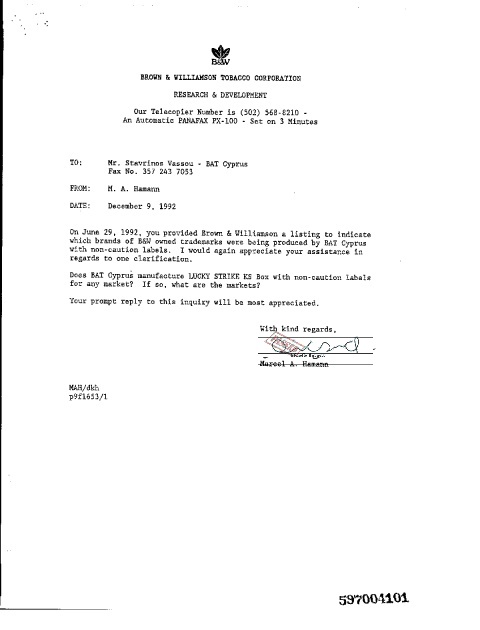 B&W
BROWN & WILLIAMSON TOBACCO CORPORATION
RESEARCH & DEVELOPMENT
Our Telecopier Number is (502) 568-8210 -
An Automatic PANAFAX PX-100 - Set on 3 Minutes
TO: Mr. Stavrinos Vassou - BAT Cyprus
Fax No. 357 243 7053
FROM: M. A. Hamann
DATE: December 9, 1992
On June 29, 1992, you provided Brown & Williamson a listing to indicate
which brands of B&W owned trademarks were being produced by BAT Cyprus
with non-caution labels. I would again appreciate your assistance in
regards to one clarification.
Does BAT Cyprus manufacture LUCKY STRIKE KS Box with non-caution labels
for any market? If so, what are the markets?
Your prompt reply to this inquiry will be most appreciated.
With kind regards,
Marcel A. Hamann
MAH/dkh
p9f1653/1
597004101